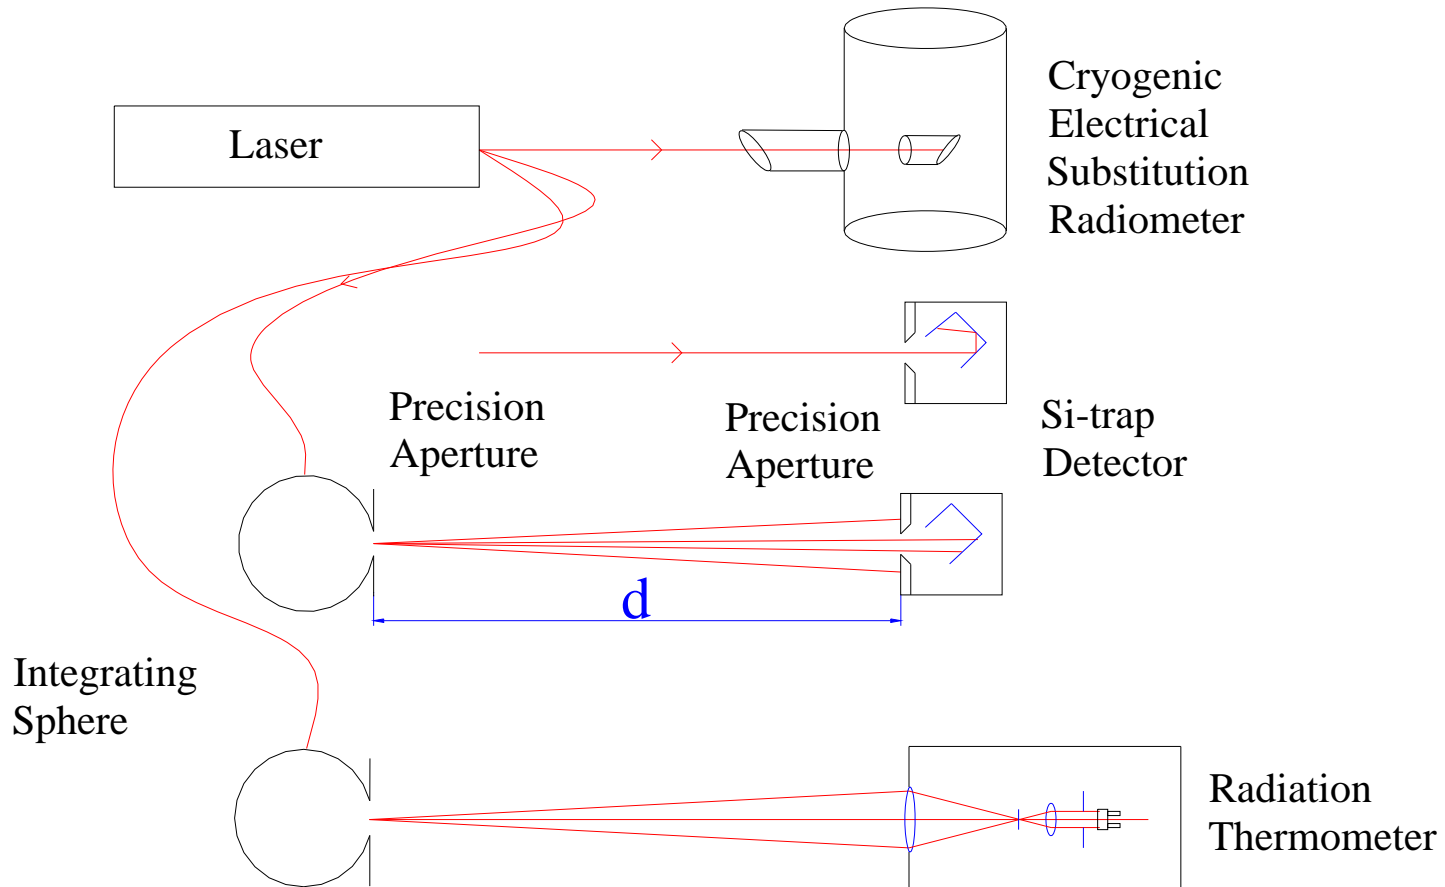 Laser
Cryogenic
Electrical
Substitution
Radiometer
Precision
Aperture
Precision
Aperture
Si-trap
Detector
d
Integrating
Sphere
Radiation
Thermometer